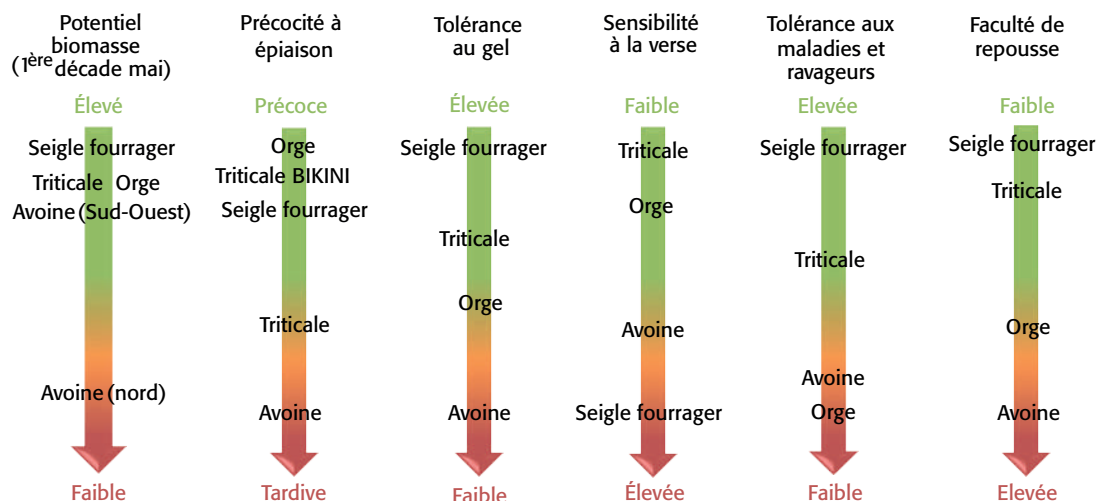 Potentiel
biomasse
(1ère décade mai)
Élevé
Seigle fourrager
Triticale Orge
Avoine (Sud-Ouest)
Avoine (nord)
Faible
Précocité à
épiaison
Précoce
Orge
Triticale BIKINI
Seigle fourrager
Triticale
Avoine
Tardive
Tolérance
au gel
Élevée
Seigle fourrager
Triticale
Orge
Avoine
Faible
Sensibilité
à la verse
Faible
Triticale
Orge
Avoine
Seigle fourrager
Élevée
Tolérance aux
maladies et
ravageurs
Elevée
Seigle fourrager
Triticale
Avoine
Orge
Faible
Faculté de
repousse
Faible
Seigle fourrager
Triticale
Orge
Avoine
Elevée